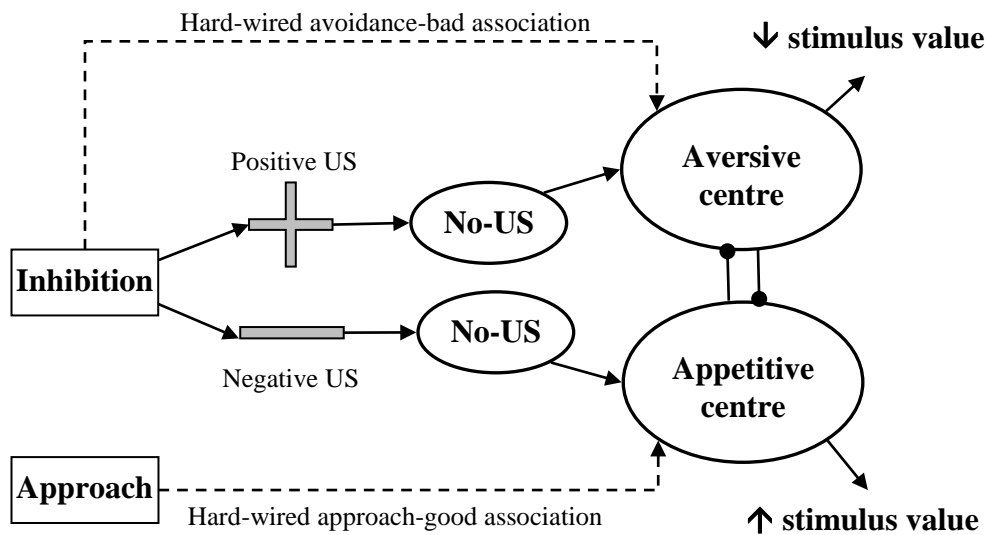 Hard-wired avoidance-bad association
↓ stimulus value
Positive US
Aversive
centre
No-US
Inhibition
No-US
Negative US
Appetitive
centre
Approach
Hard-wired approach-good association
↑ stimulus value